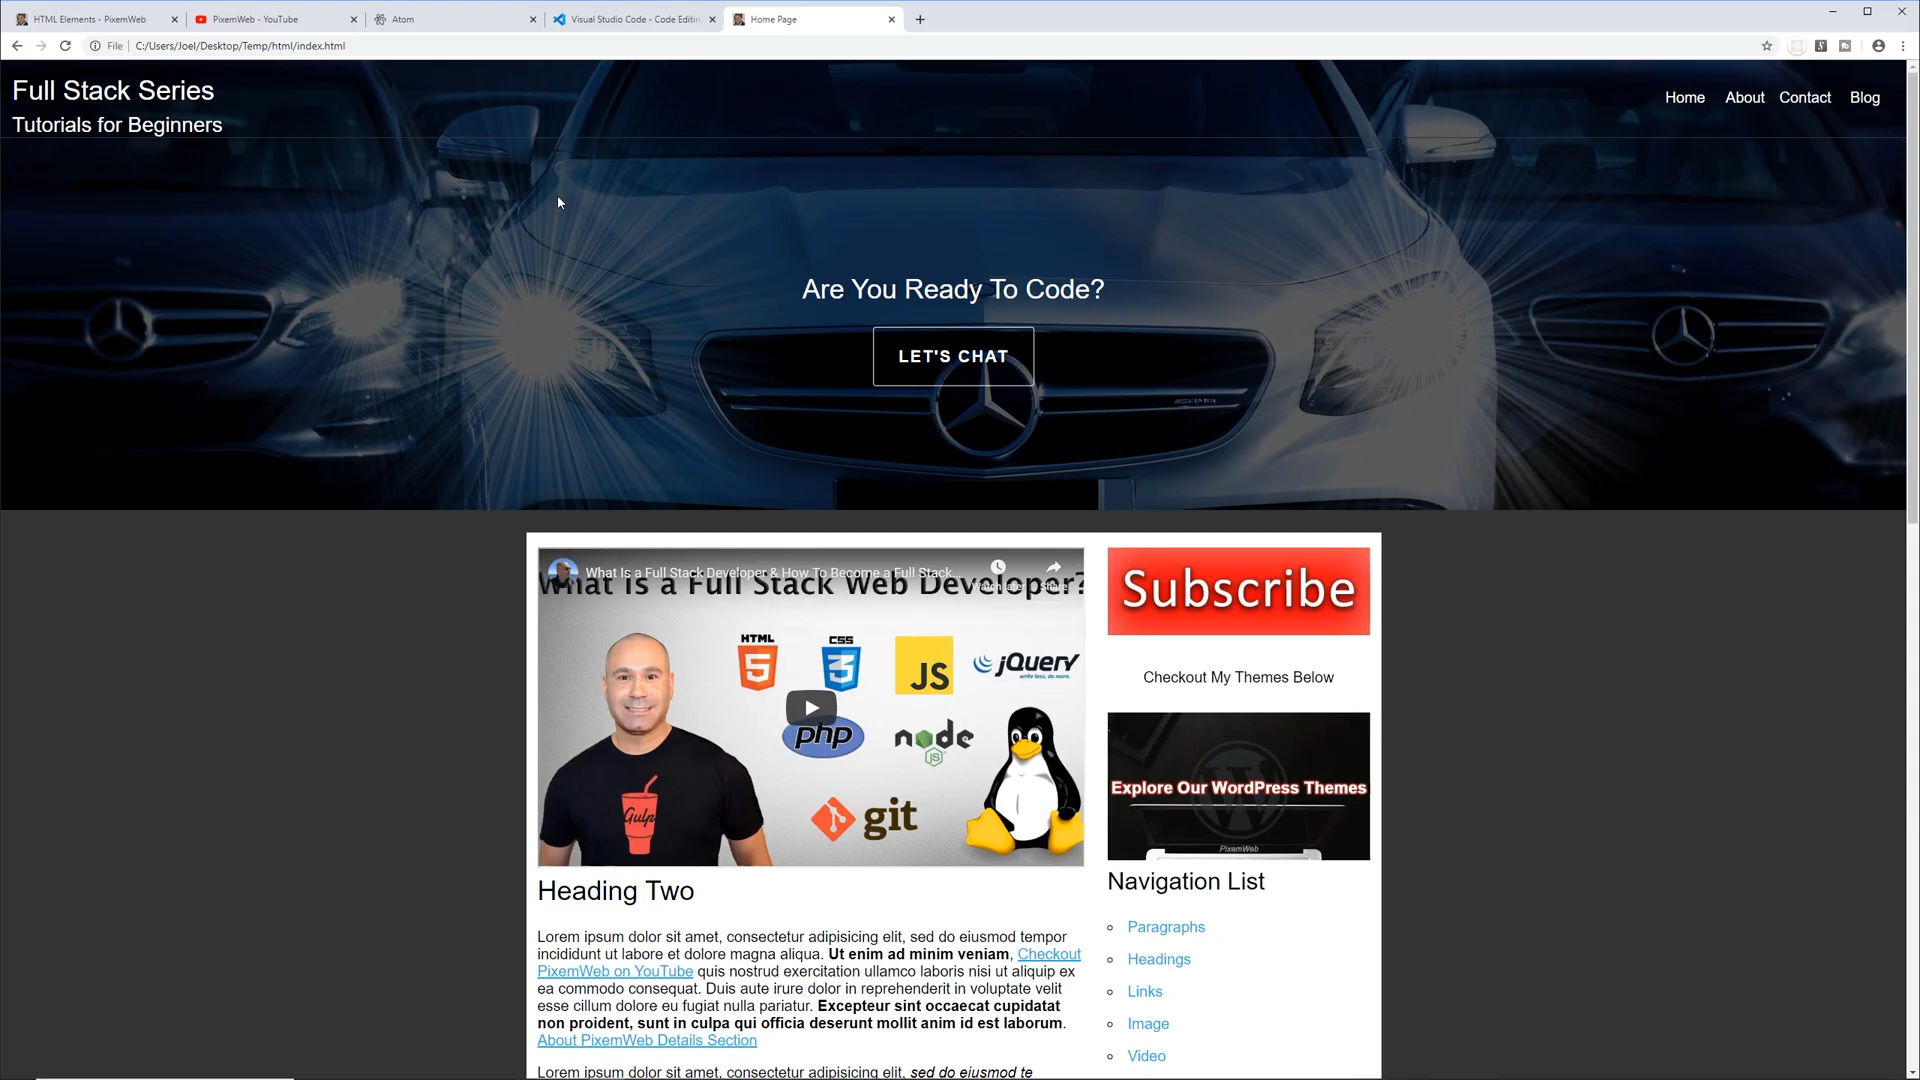 HTML Elements - PixemWeb
PixemWeb - YouTube
Atom
Visual Studio Code - Code Editin
Home Page
File C:/Users/Joel/Desktop/Temp/html/index.html
Full Stack Series
Tutorials for Beginners
Home About Contact Blog
Are You Ready To Code?
LET'S CHAT
AMG
What Is a Full Stack Developer & How To Become a Full Stack...
Watch later Share
What Is a Full Stack Web Developer?
HTML
5
CSS
3
JS
jQuery
write less, do more.
php
node
JS
Gulp
git
Heading Two
Lorem ipsum dolor sit amet, consectetur adipisicing elit, sed do eiusmod tempor
incididunt ut labore et dolore magna aliqua. Ut enim ad minim veniam, Checkout
PixemWeb on YouTube quis nostrud exercitation ullamco laboris nisi ut aliquip ex
ea commodo consequat. Duis aute irure dolor in reprehenderit in voluptate velit
esse cillum dolore eu fugiat nulla pariatur. Excepteur sint occaecat cupidatat
non proident, sunt in culpa qui officia deserunt mollit anim id est laborum.
About PixemWeb Details Section
Lorem ipsum dolor sit amet, consectetur adipisicing elit, sed do eiusmod te
Subscribe
Checkout My Themes Below
Explore Our WordPress Themes
PixemWeb
Navigation List
Paragraphs
Headings
Links
Image
Video